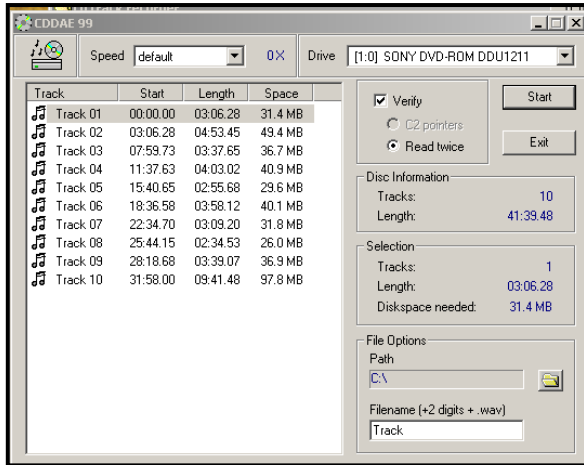 CDDAE 99
Speed default 0X Drive [1:0] SONY DVD-ROM DDU1211
Track Start Length Space
Track 01 00:00.00 03:06.28 31.4 MB
Track 02 03:06.28 04:53.45 49.4 MB
Track 03 07:59.73 03:37.65 36.7 MB
Track 04 11:37.63 04:03.02 40.9 MB
Track 05 15:40.65 02:55.68 29.6 MB
Track 06 18:36.58 03:58.12 40.1 MB
Track 07 22:34.70 03:09.20 31.8 MB
Track 08 25:44.15 02:34.53 26.0 MB
Track 09 28:18.68 03:39.07 36.9 MB
Track 10 31:58.00 09:41.48 97.8 MB
Verify
C2 pointers
Read twice
Start
Exit
Disc Information
Tracks: 10
Length: 41:39.48
Selection
Tracks: 1
Length: 03:06.28
Diskspace needed: 31.4 MB
File Options
Path
C:\
Filename (+2 digits + .wav)
Track